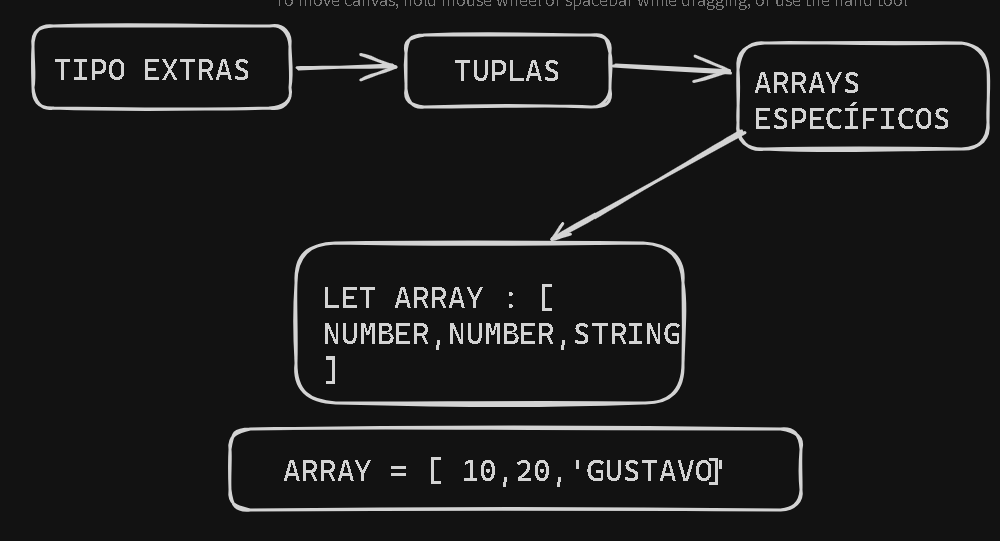 To move canvas, hold mouse wheel or spacebar while dragging, or use the hand tool
TIPO EXTRAS
TUPLAS
ARRAYS
ESPECÍFICOS
LET ARRAY : [
NUMBER,NUMBER,STRING
]
ARRAY = [ 10,20,'GUSTAVO']